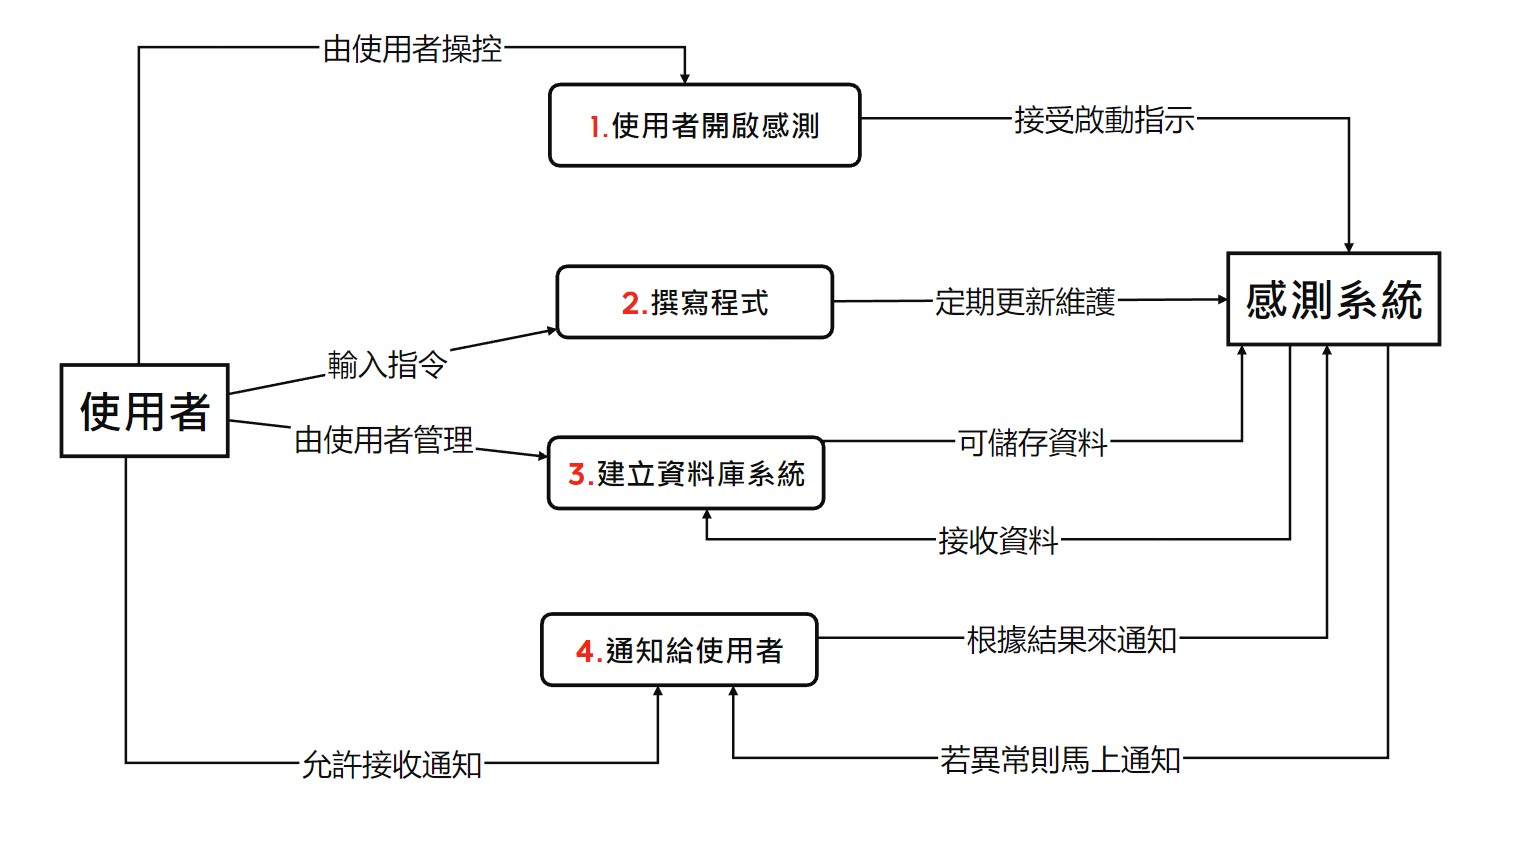 由使用者操控
1.使用者開啟感測
接受啟動指示
2.撰寫程式
定期更新維護
感測系統
輸入指令
使用者
由使用者管理
3.建立資料庫系統
可儲存資料
接收資料
4.通知給使用者
根據結果來通知
允許接收通知
若異常則馬上通知